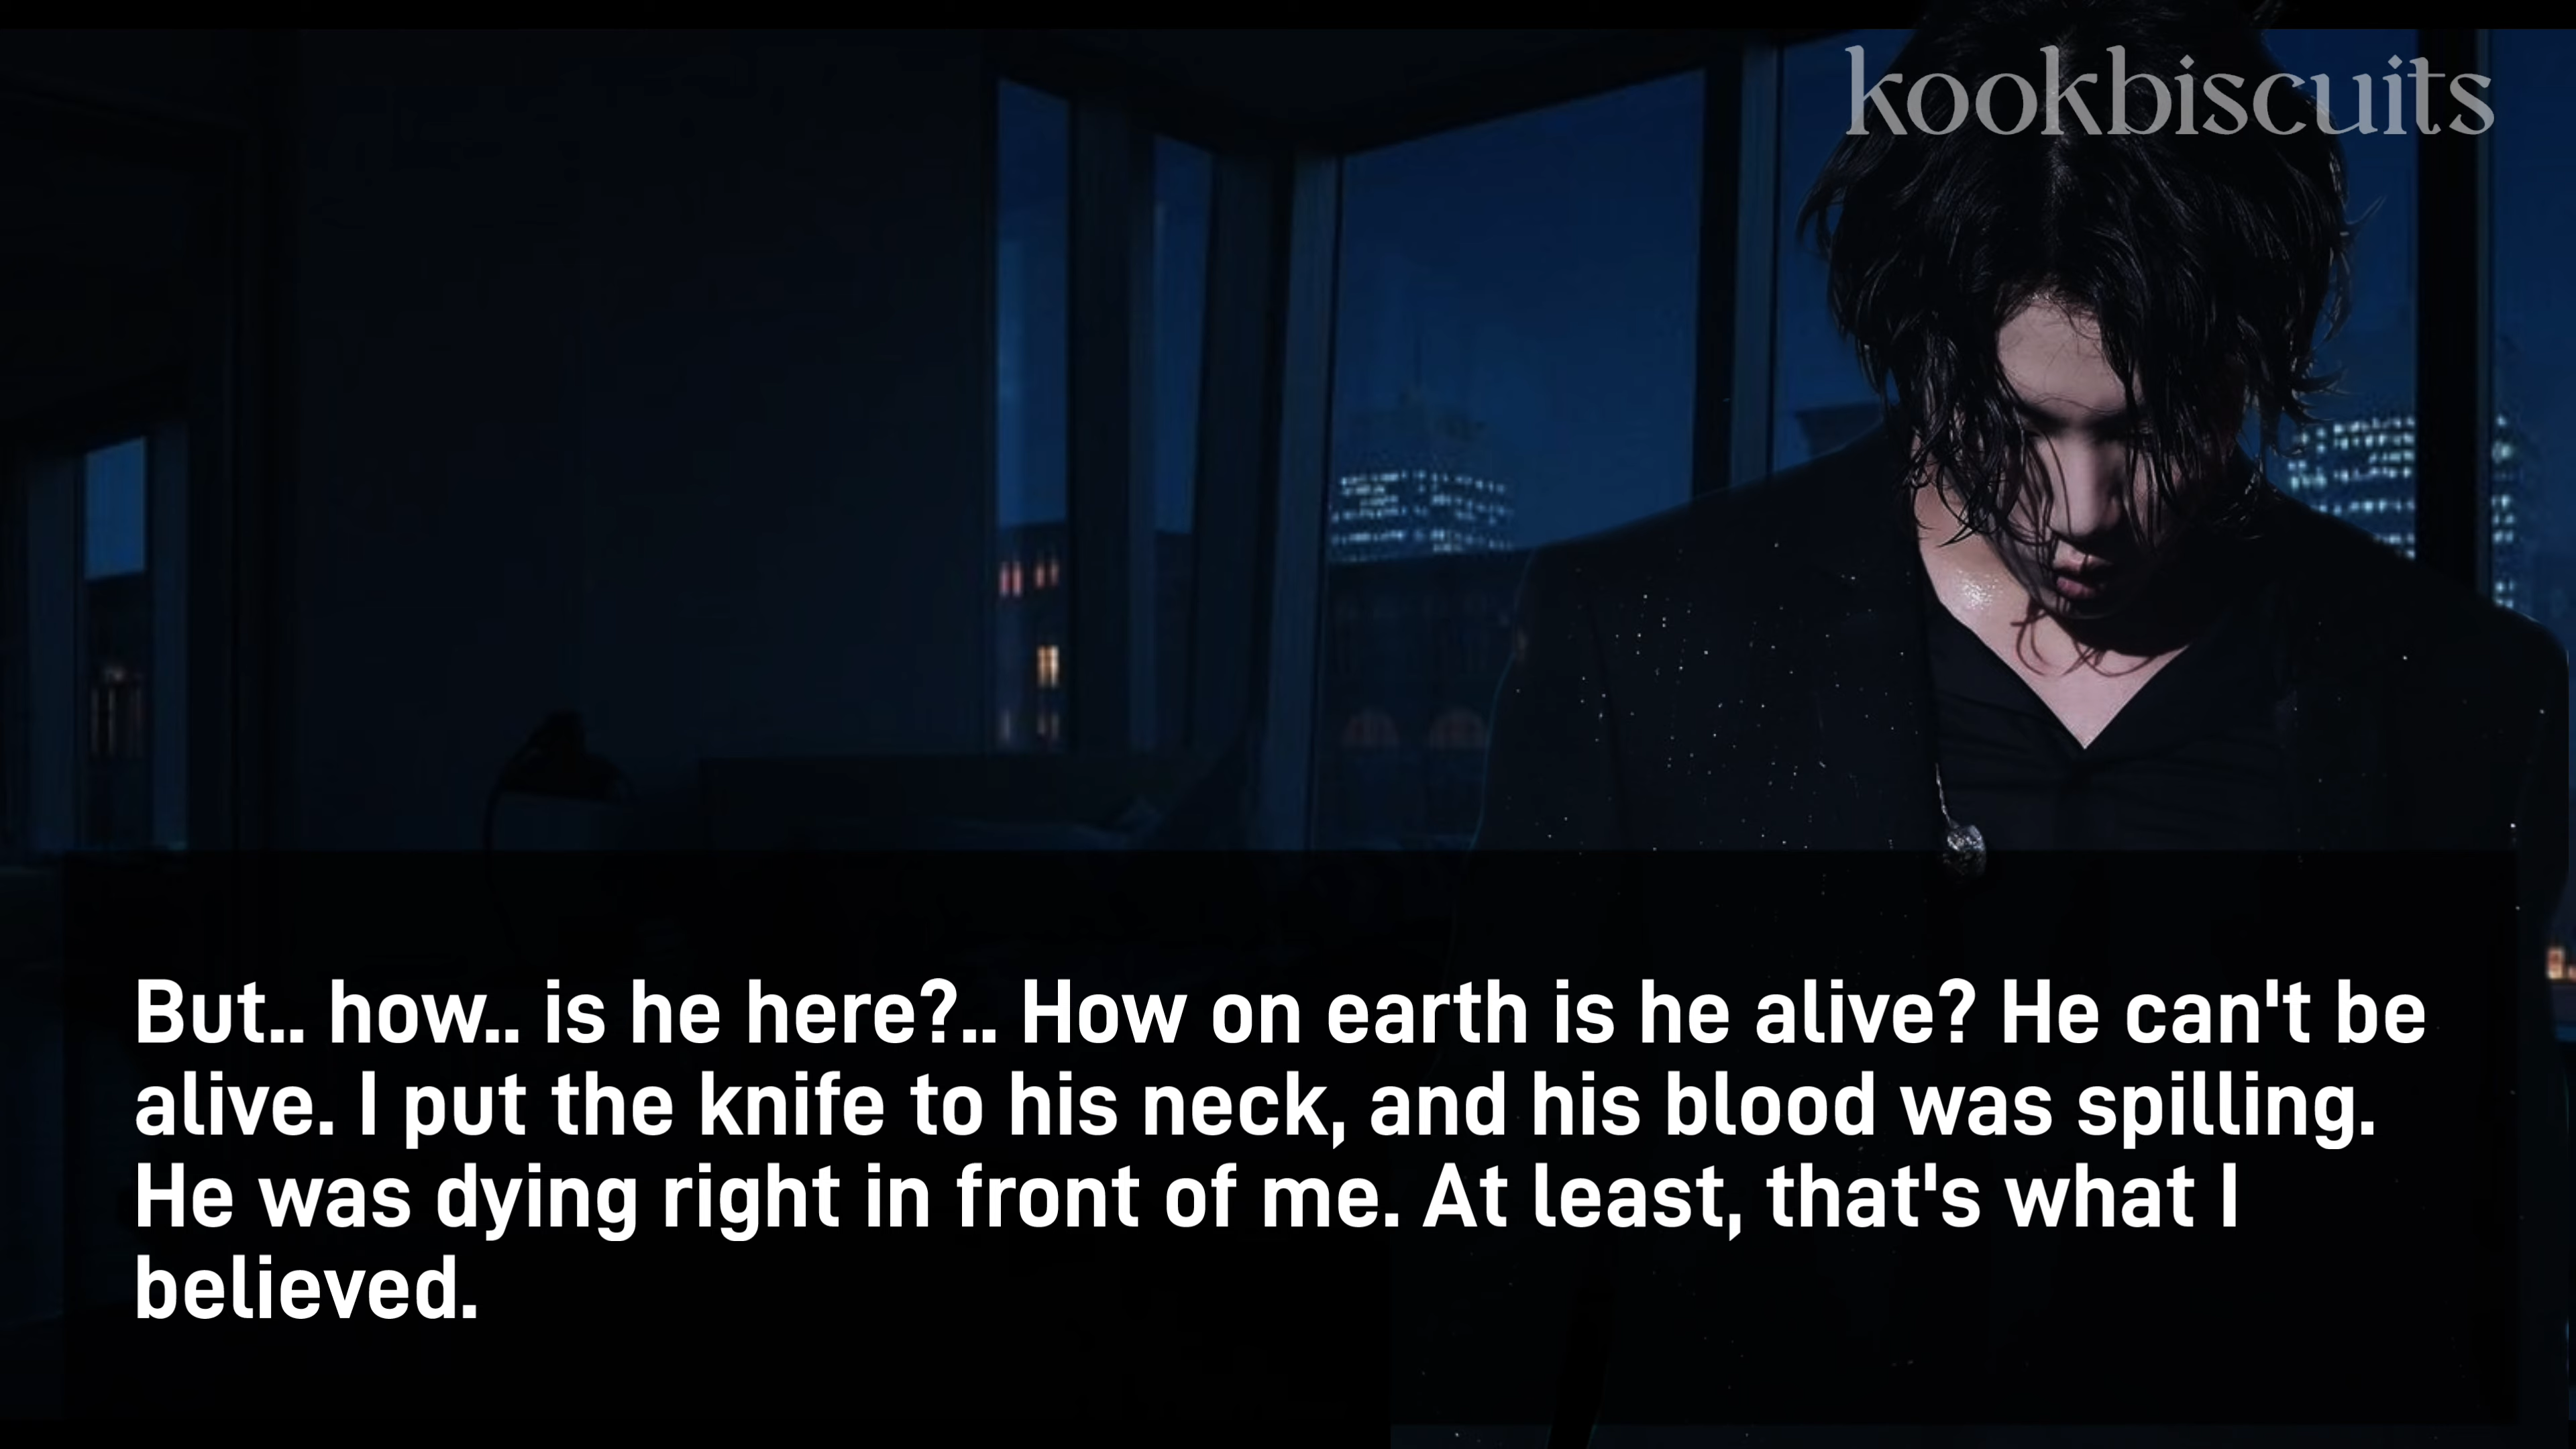 kookbiscuits
But.. how.. is he here?.. How on earth is he alive? He can't be
alive. I put the knife to his neck, and his blood was spilling.
He was dying right in front of me. At least, that's what I
believed.